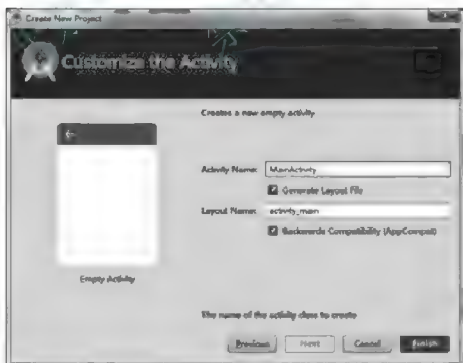 Create New Project
Customize the Activity
Creates a new empty activity
Activity Name: MainActivity
Generate Layout File
Layout Name: activity_main
Backwards Compatibility (AppCompat)
Empty Activity
The name of the activity class to create
Previous Next Cancel Finish